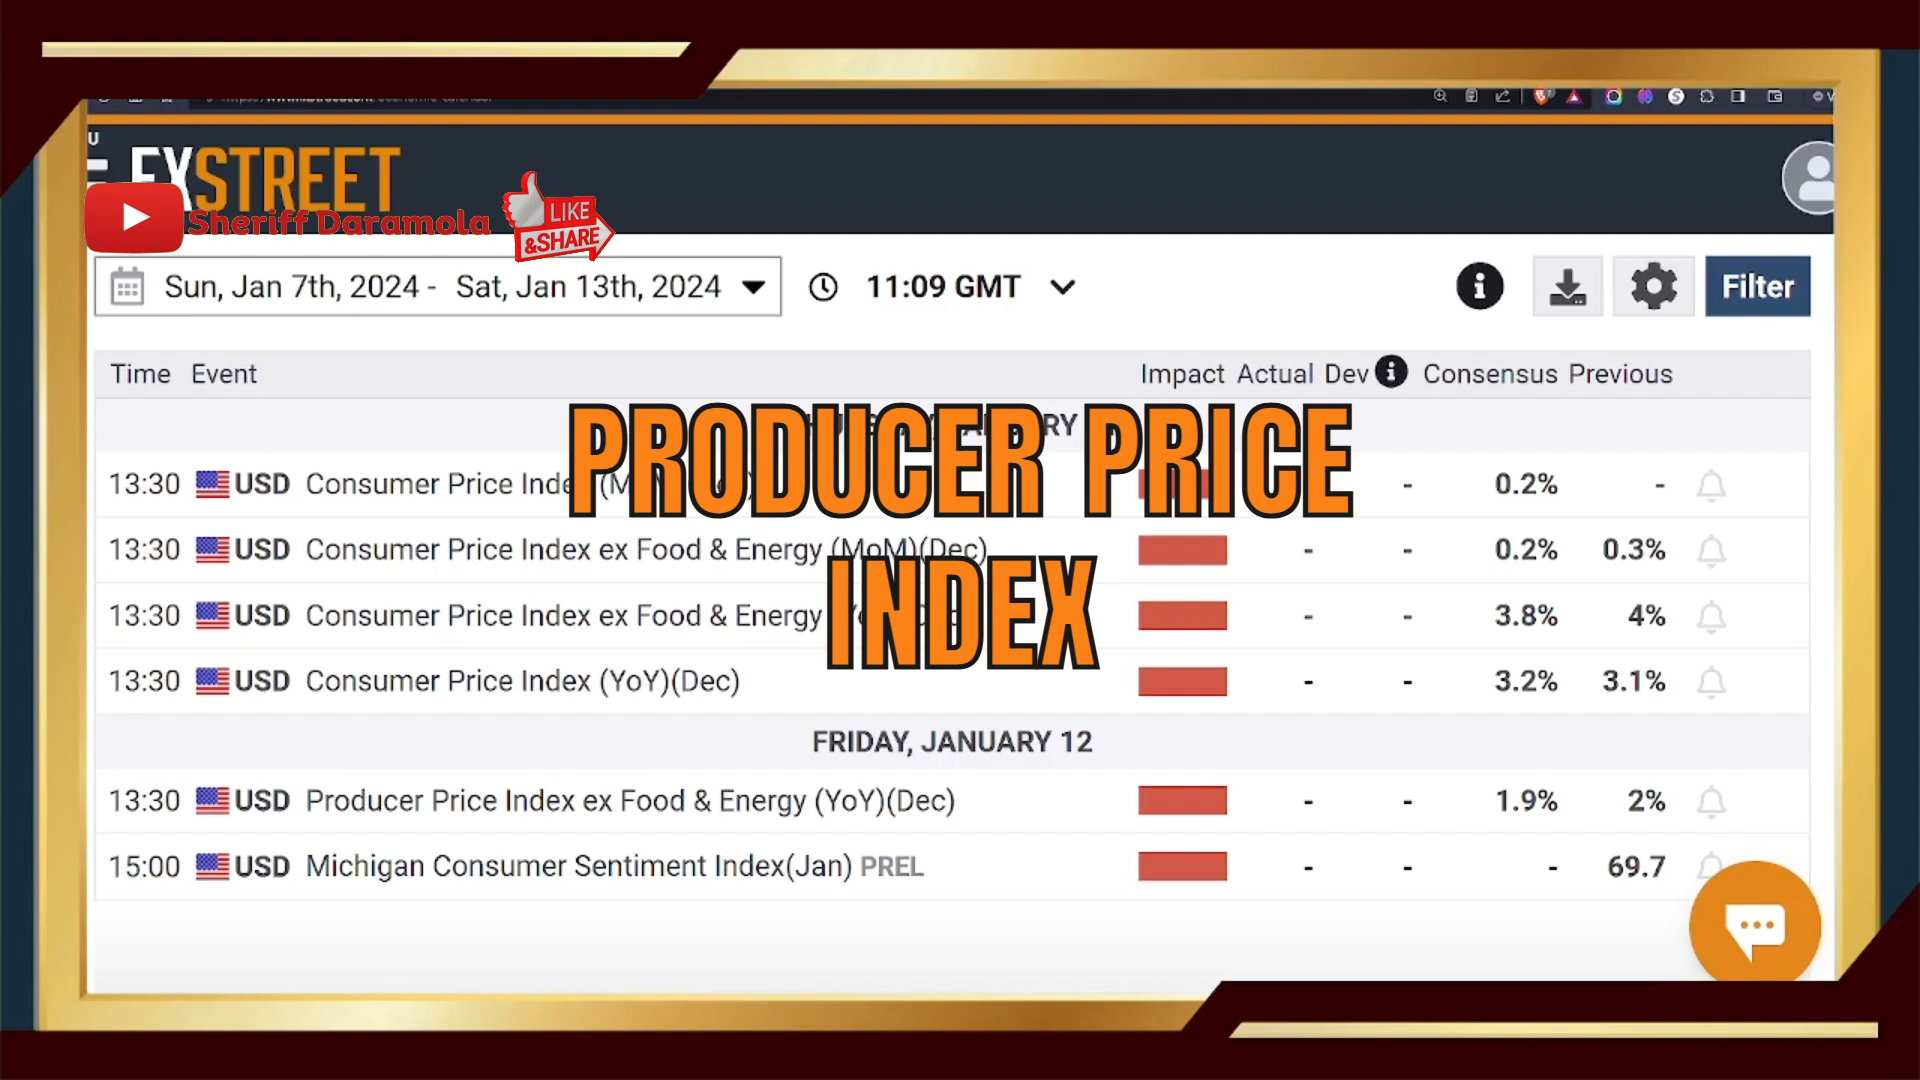 U
FXSTREET
Sheriff Daramola
LIKE
&SHARE
Sun, Jan 7th, 2024 - Sat, Jan 13th, 2024
11:09 GMT
Filter
Time Event Impact Actual Dev Consensus Previous
PRODUCER PRICE
INDEX
13:30 USD Consumer Price - 0.2% -
13:30 USD Consumer Price Index ex Food & Energy (MoM)(Dec) - - 0.2% 0.3%
13:30 USD Consumer Price Index ex Food & Energy - - 3.8% 4%
13:30 USD Consumer Price Index (YoY)(Dec) - - 3.2% 3.1%
FRIDAY, JANUARY 12
13:30 USD Producer Price Index ex Food & Energy (YoY)(Dec) - - 1.9% 2%
15:00 USD Michigan Consumer Sentiment Index(Jan) PREL - - - 69.7